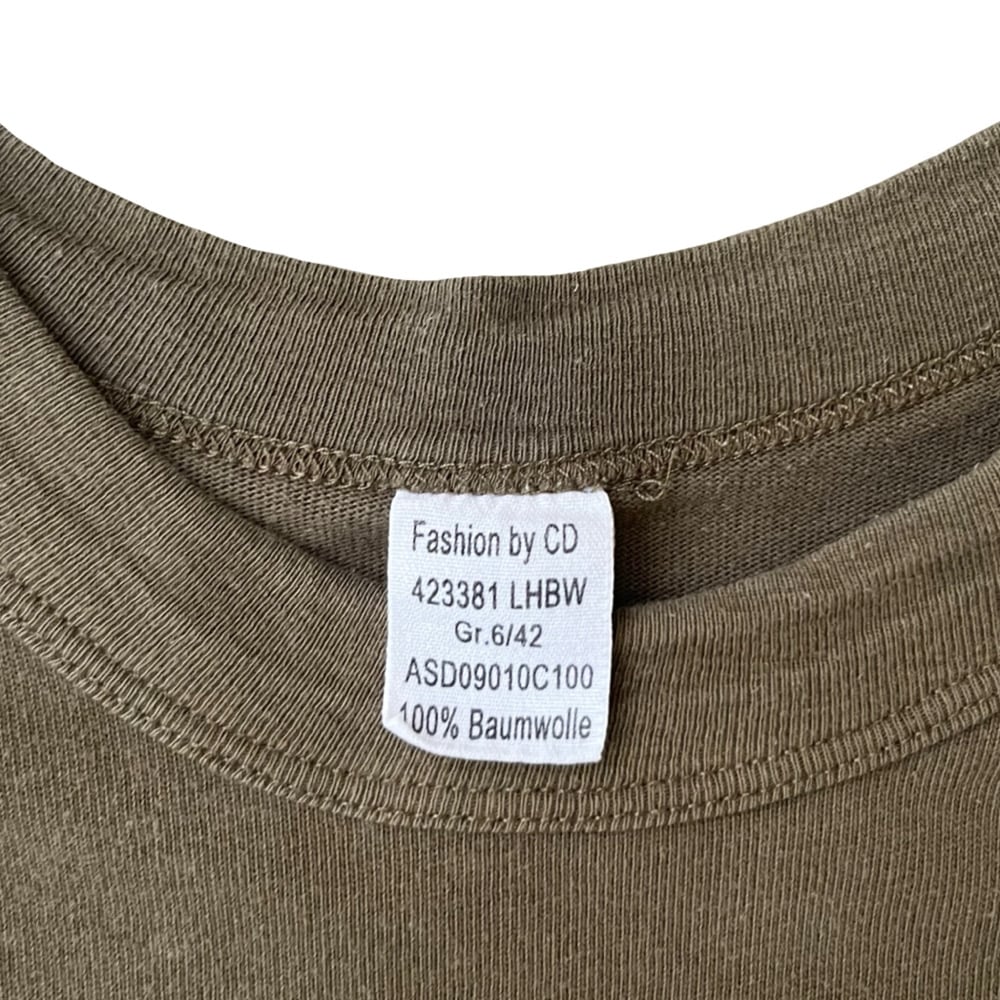 Fashion by CD
423381 LHBW
Gr.6/42
ASD09010C100
100% Baumwolle